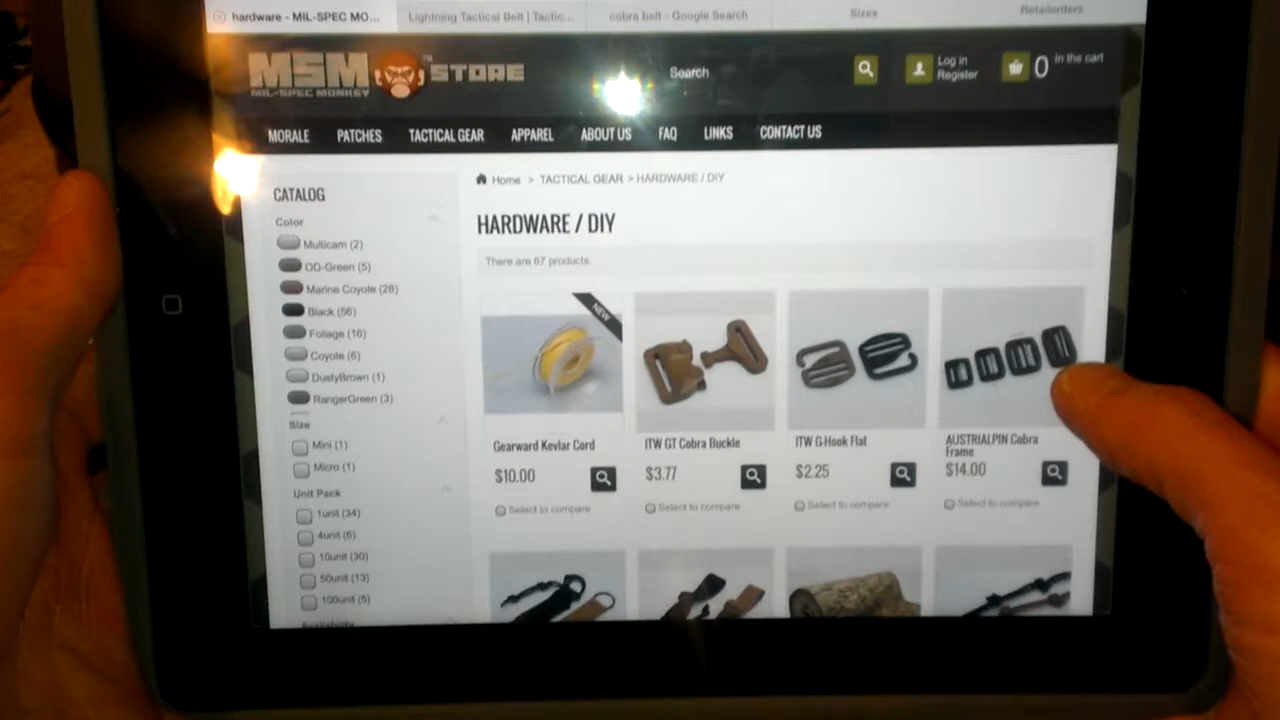 hardware - MIL-SPEC MO...
Lightning Tactical Belt | Tactic...
cobra belt - Google Search
Sizes
Retailorders
MSM STORE
MIL-SPEC MONKEY
TM
Search
Log in
Register
0 in the cart
MORALE PATCHES TACTICAL GEAR APPAREL ABOUT US FAQ LINKS CONTACT US
Home > TACTICAL GEAR > HARDWARE / DIY
CATALOG
Color
Multicam (2)
OD-Green (5)
Marine Coyote (28)
Black (56)
Foliage (16)
Coyote (6)
DustyBrown (1)
RangerGreen (3)
Size
Mini (1)
Micro (1)
Unit Pack
1unit (34)
4unit (6)
10unit (30)
50unit (13)
100unit (5)
Availability
HARDWARE / DIY
There are 67 products.
NEW
Gearward Kevlar Cord
$10.00
Select to compare
ITW GT Cobra Buckle
$3.77
Select to compare
ITW G-Hook Flat
$2.25
Select to compare
AUSTRIALPIN Cobra
Frame
$14.00
Select to compare